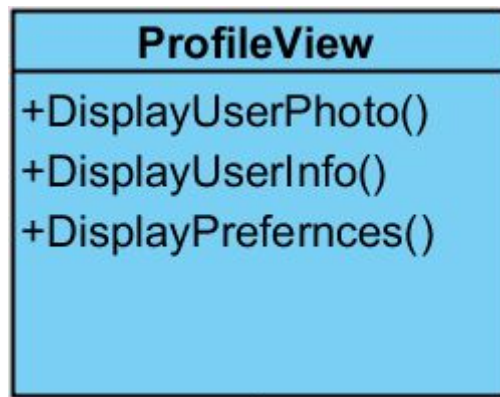 ProfileView
+DisplayUserPhoto()
+DisplayUserInfo()
+DisplayPrefernces()